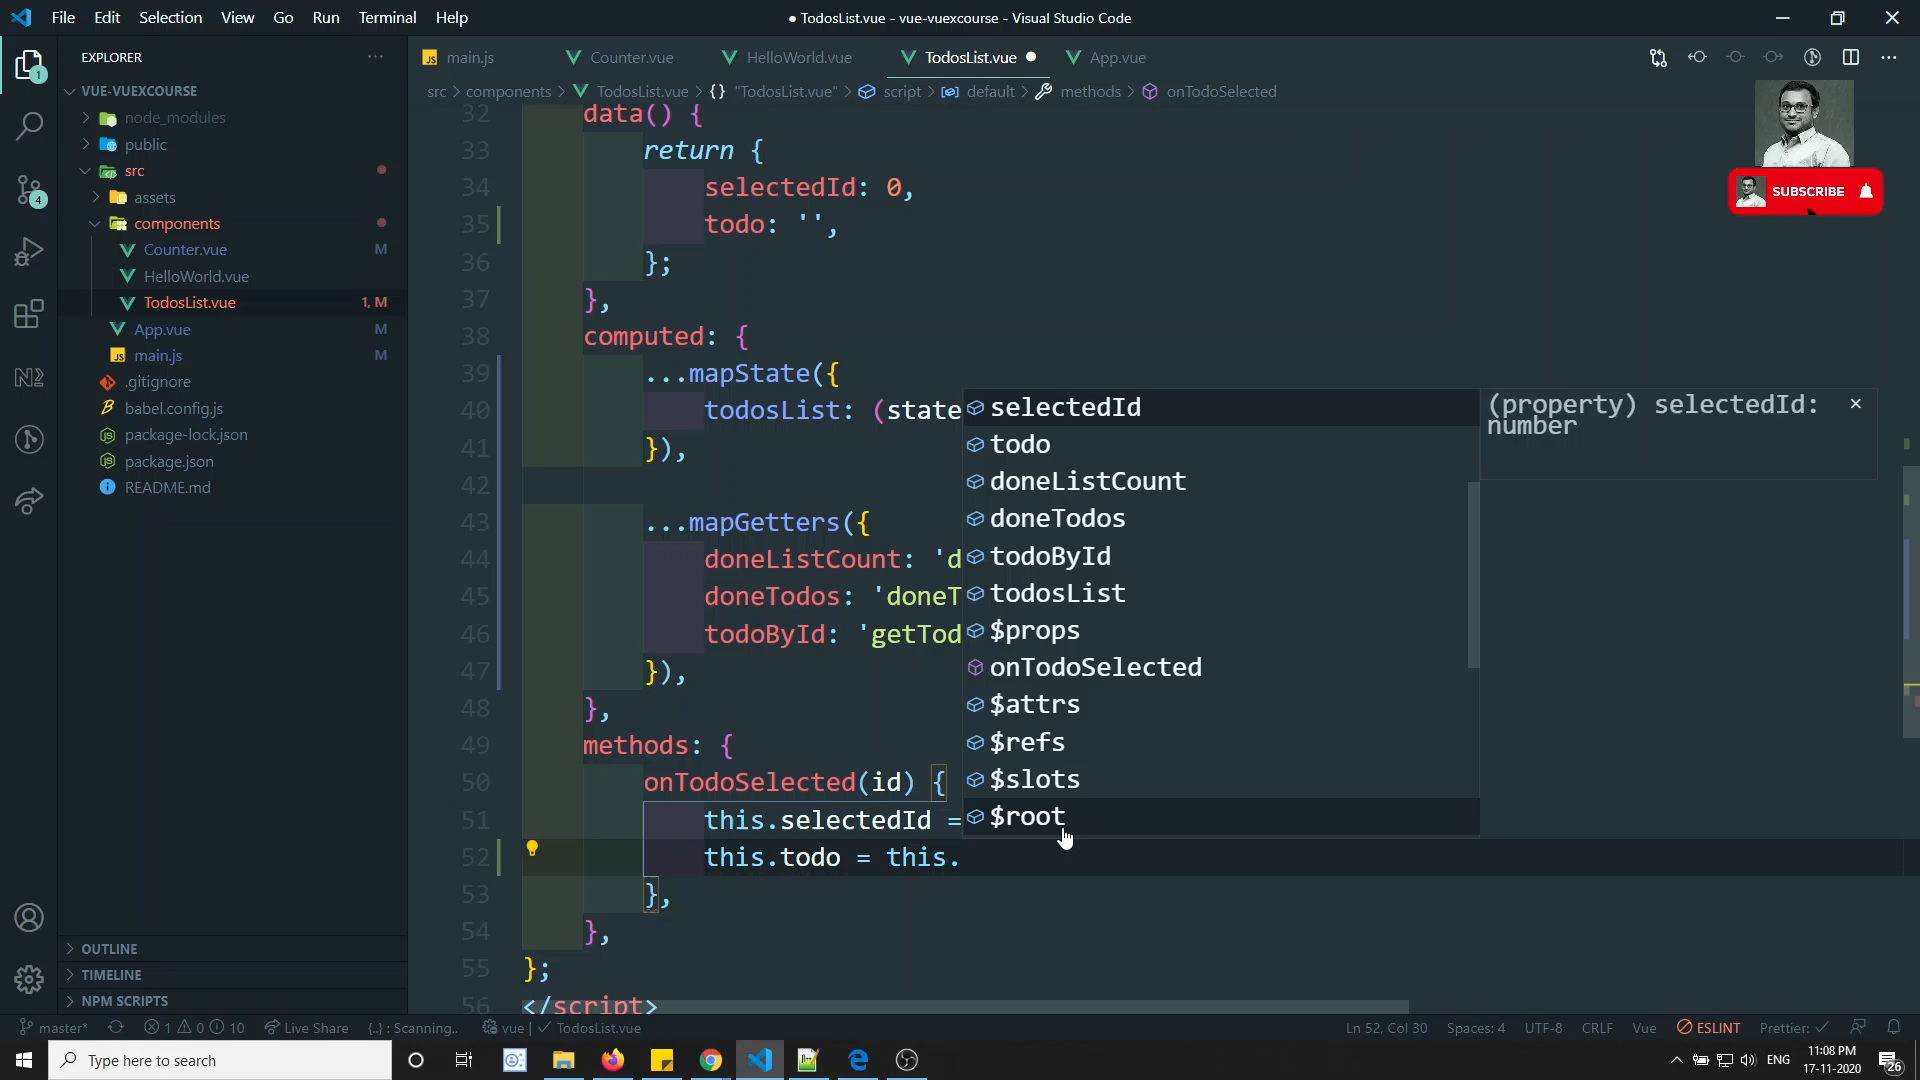 File Edit Selection View Go Run Terminal Help
● TodosList.vue - vue-vuexcourse - Visual Studio Code
EXPLORER
VUE-VUEXCOURSE
node_modules
public
src
assets
components
Counter.vue M
HelloWorld.vue
TodosList.vue 1, M
App.vue M
JS main.js M
.gitignore
babel.config.js
package-lock.json
package.json
README.md
OUTLINE
TIMELINE
NPM SCRIPTS
1
4
JS main.js Counter.vue HelloWorld.vue TodosList.vue App.vue
src > components > TodosList.vue > {} "TodosList.vue" > script > default > methods > onTodoSelected
32 data() {
33 return {
34 selectedId: 0,
35 todo: '',
36 };
37 },
38 computed: {
39 ...mapState({
40 todosList: (state
41 }),
42
43 ...mapGetters({
44 doneListCount: 'd
45 doneTodos: 'doneT
46 todoById: 'getTod
47 }),
48 },
49 methods: {
50 onTodoSelected(id) {
51 this.selectedId =
52 this.todo = this.
53 },
54 },
55 };
56 </script>
selectedId
todo
doneListCount
doneTodos
todoById
todosList
$props
onTodoSelected
$attrs
$refs
$slots
$root
(property) selectedId:
number
SUBSCRIBE
master* 1 0 10 Live Share {..} : Scanning.. vue | TodosList.vue
Ln 52, Col 30 Spaces: 4 UTF-8 CRLF Vue ESLINT Prettier: ✓
Type here to search
ENG
11:08 PM
17-11-2020
26